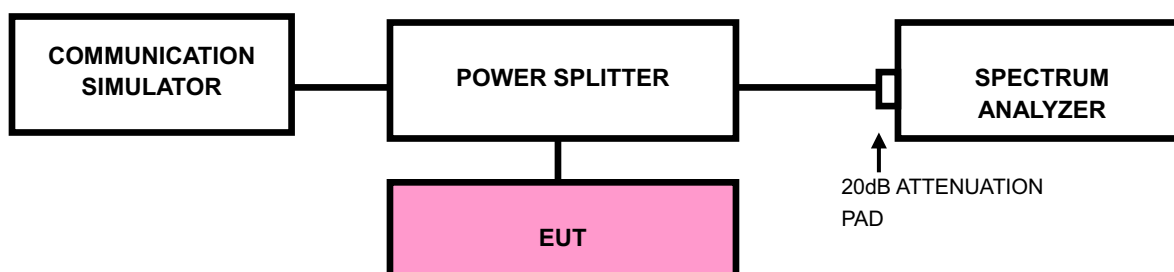 COMMUNICATION
SIMULATOR
POWER SPLITTER
SPECTRUM
ANALYZER
20dB ATTENUATION
PAD
EUT